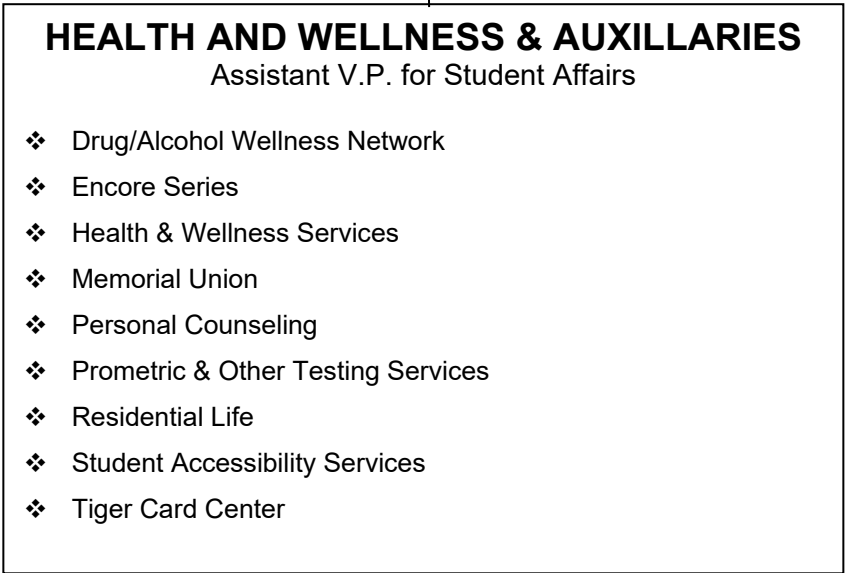 HEALTH AND WELLNESS & AUXILLARIES
Assistant V.P. for Student Affairs
❖ Drug/Alcohol Wellness Network
❖ Encore Series
❖ Health & Wellness Services
❖ Memorial Union
❖ Personal Counseling
❖ Prometric & Other Testing Services
❖ Residential Life
❖ Student Accessibility Services
❖ Tiger Card Center